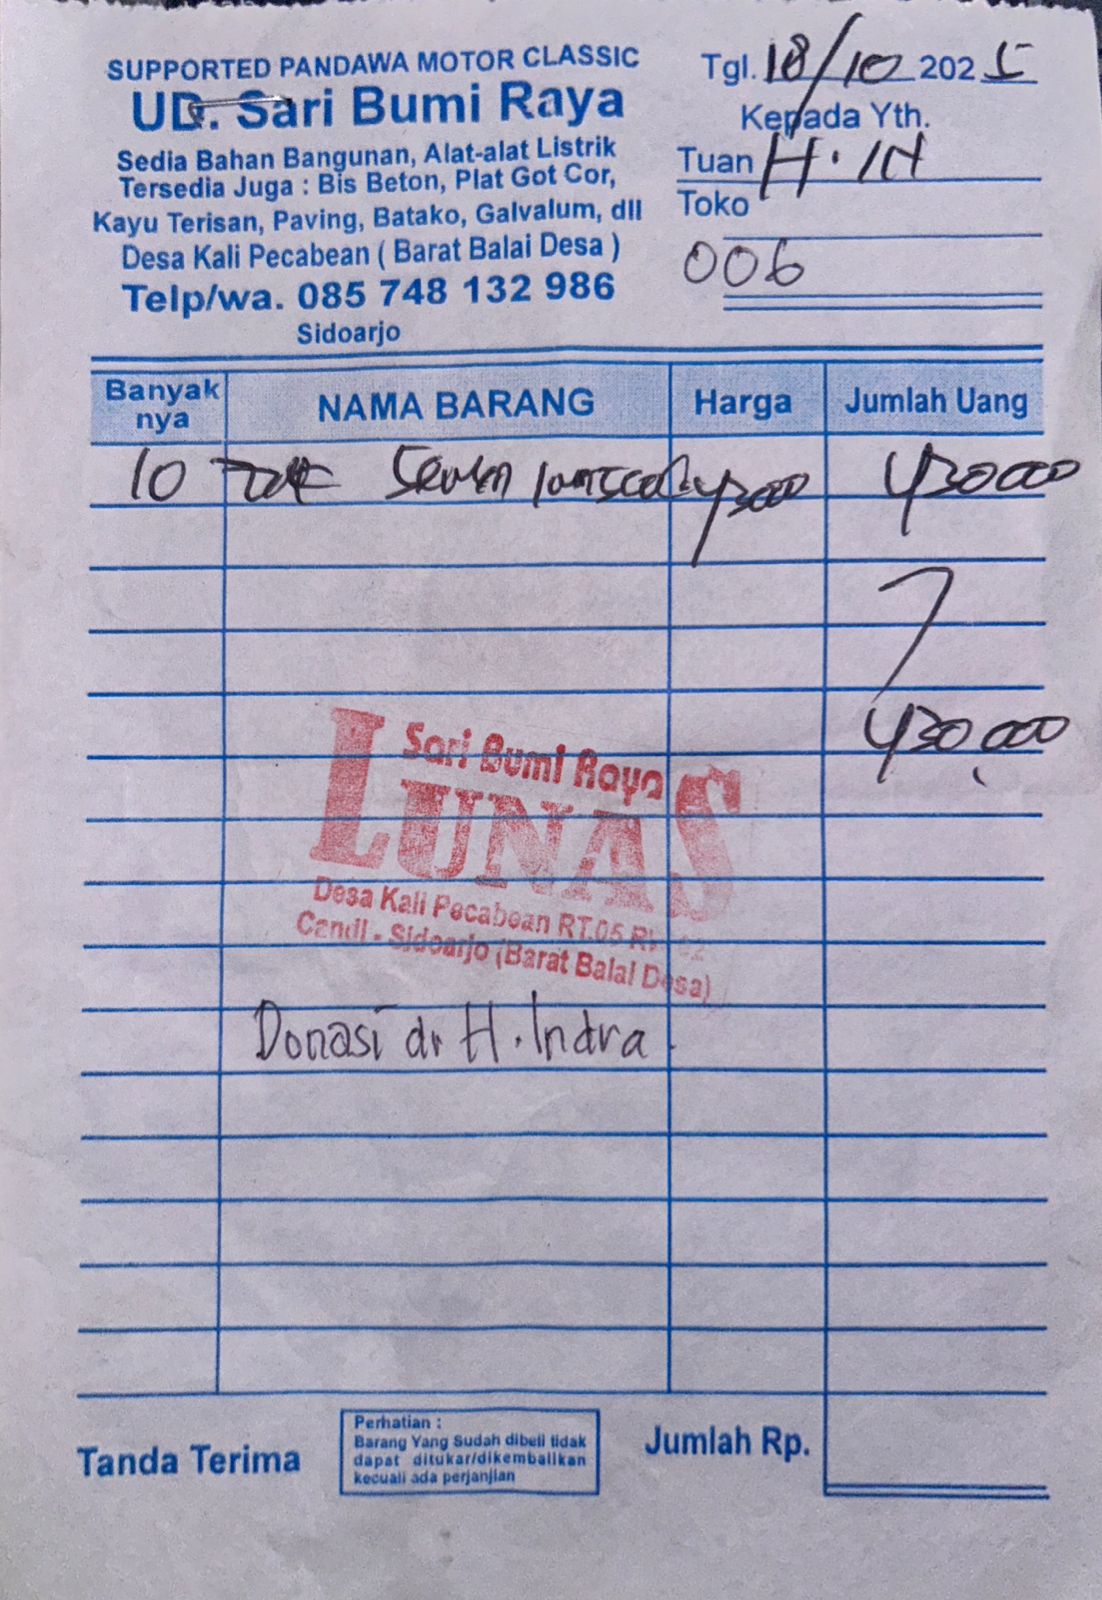 SUPPORTED PANDAWA MOTOR CLASSIC
UD. Sari Bumi Raya
Sedia Bahan Bangunan, Alat-alat Listrik
Tersedia Juga : Bis Beton, Plat Got Cor,
Kayu Terisan, Paving, Batako, Galvalum, dll
Desa Kali Pecabean ( Barat Balai Desa )
Telp/wa. 085 748 132 986
Sidoarjo
Tgl. 18/10 2025
Kepada Yth.
Tuan H. IN
Toko
006
Banyak nya NAMA BARANG Harga Jumlah Uang
10 43000 430000
430,000
Sari Bumi Raya
LUNAS
Desa Kali Pecabean RT.05
Candi - Sidoarjo (Barat Balai Desa)
Donasi dr H. Indra
Tanda Terima
Perhatian :
Barang Yang Sudah dibeli tidak
dapat ditukar/dikembalikan
kecuali ada perjanjian
Jumlah Rp.